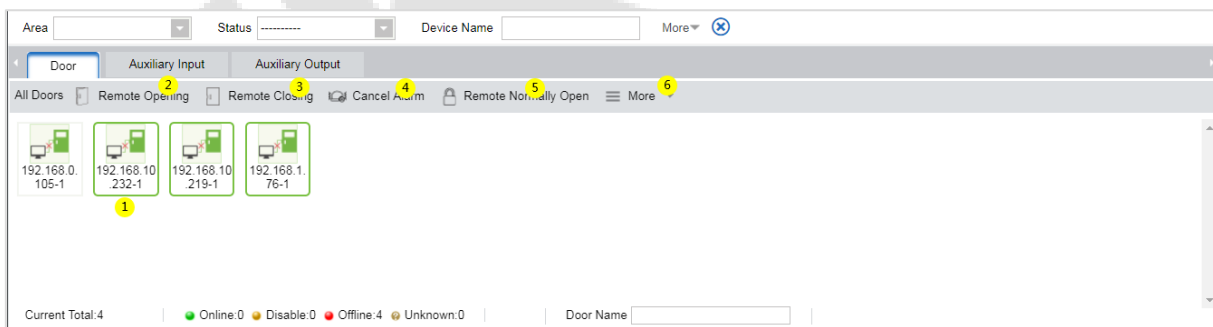 Area Status ---------- Device Name More
Door Auxiliary Input Auxiliary Output
2 3 4 5 6
All Doors Remote Opening Remote Closing Cancel Alarm Remote Normally Open More
192.168.0. 192.168.10 192.168.10 192.168.1.
105-1 .232-1 .219-1 76-1
1
Current Total:4 Online:0 Disable:0 Offline:4 Unknown:0 Door Name